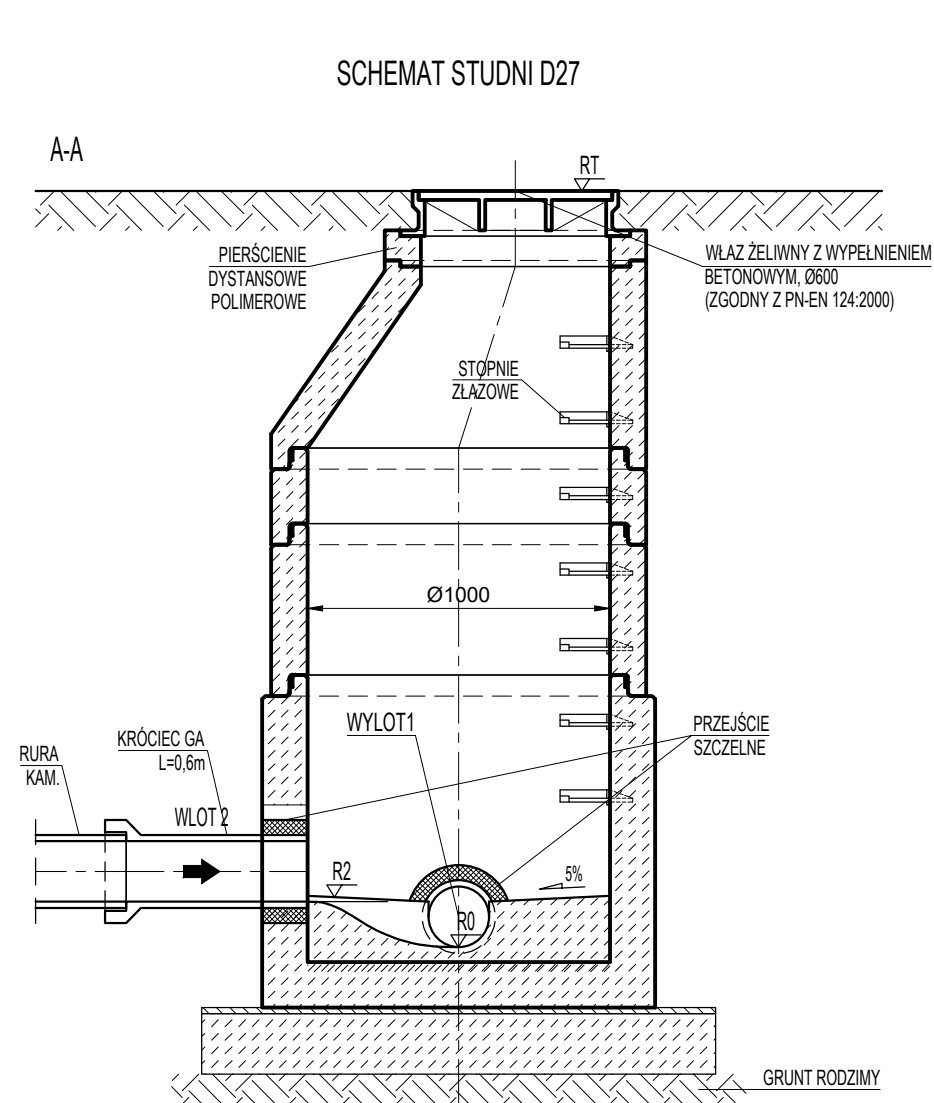 SCHEMAT STUDNI D27
A-A
RT
PIERŚCIENIE
DYSTANSOWE
POLIMEROWE
WŁAZ ŻELIWNY Z WYPEŁNIENIEM
BETONOWYM, Ø600
(ZGODNY Z PN-EN 124:2000)
STOPNIE
ZŁAZOWE
Ø1000
WYLOT1
PRZEJŚCIE
SZCZELNE
KRÓCIEC GA
L=0,6m
RURA
KAM.
WLOT 2
R2
5%
R0
GRUNT RODZIMY